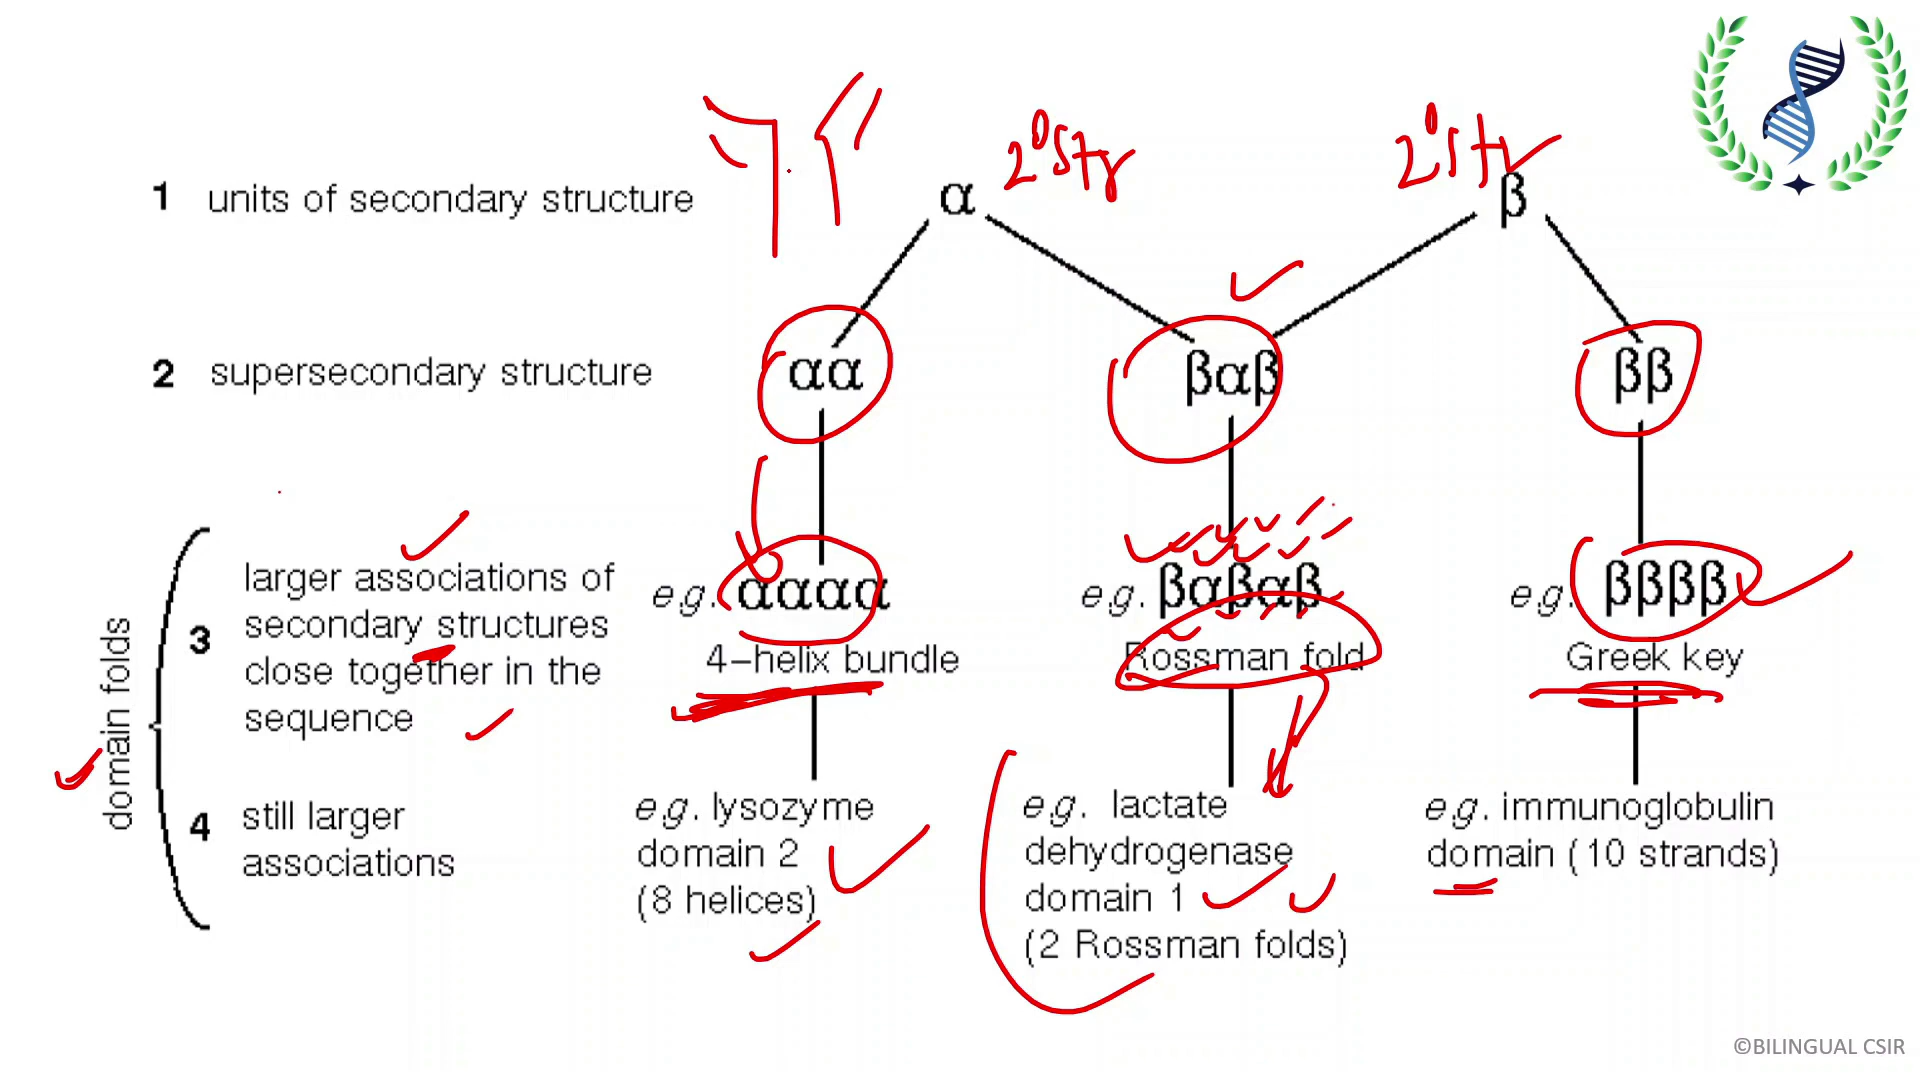 2° str
2° str
1 units of secondary structure
α
β
2 supersecondary structure
αα
βαβ
ββ
domain folds
3 larger associations of
secondary structures
close together in the
sequence
e.g. αααα
4–helix bundle
e.g. βαβαβ
Rossman fold
e.g. ββββ
Greek key
4 still larger
associations
e.g. lysozyme
domain 2
(8 helices)
e.g. lactate
dehydrogenase
domain 1
(2 Rossman folds)
e.g. immunoglobulin
domain (10 strands)
©BILINGUAL CSIR